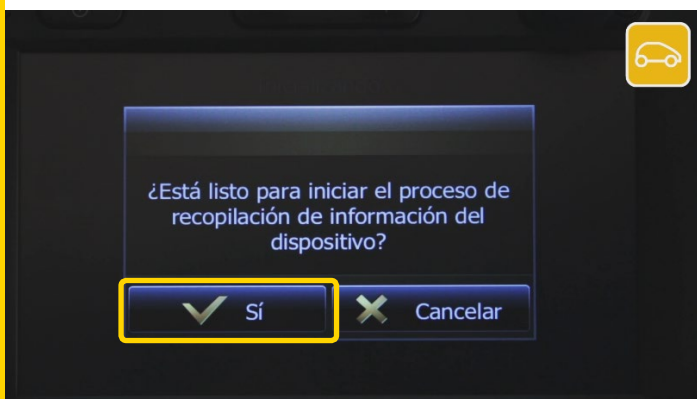 ¿Está listo para iniciar el proceso de
recopilación de información del
dispositivo?
Sí
Cancelar